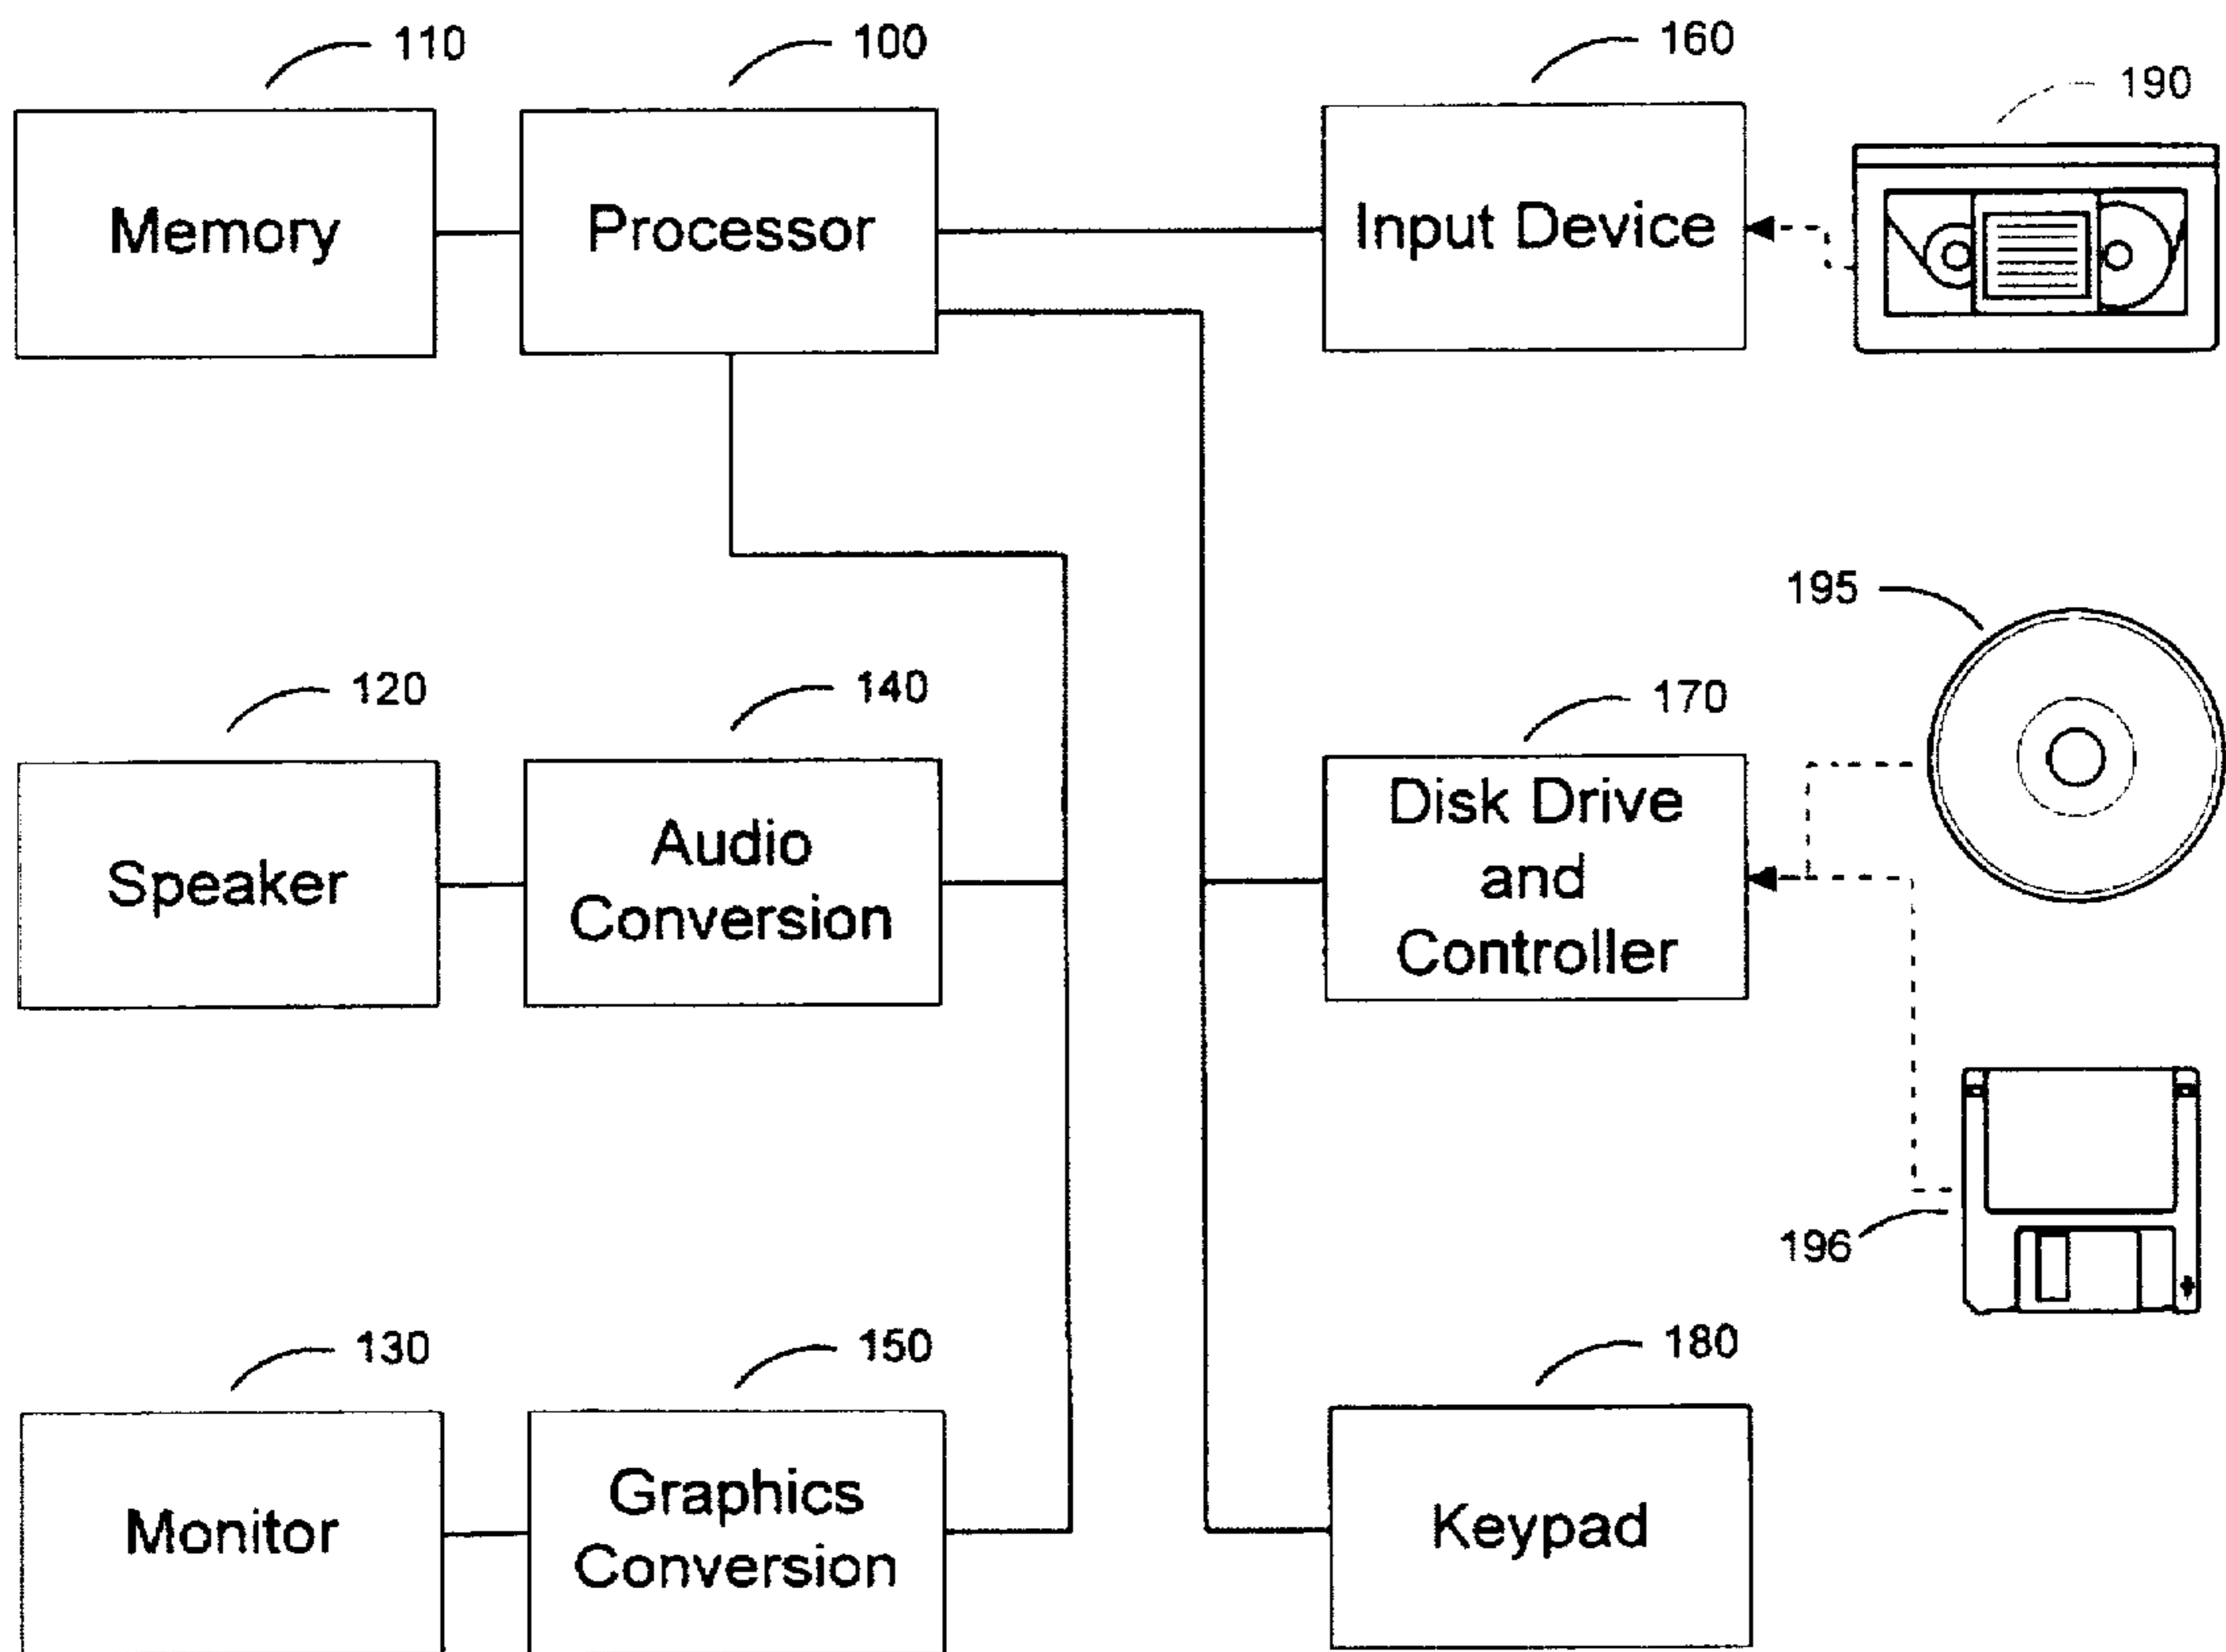 110
100
160
190
Memory
Processor
Input Device
195
120
140
170
Speaker
Audio
Conversion
Disk Drive
and
Controller
196
130
150
180
Monitor
Graphics
Conversion
Keypad